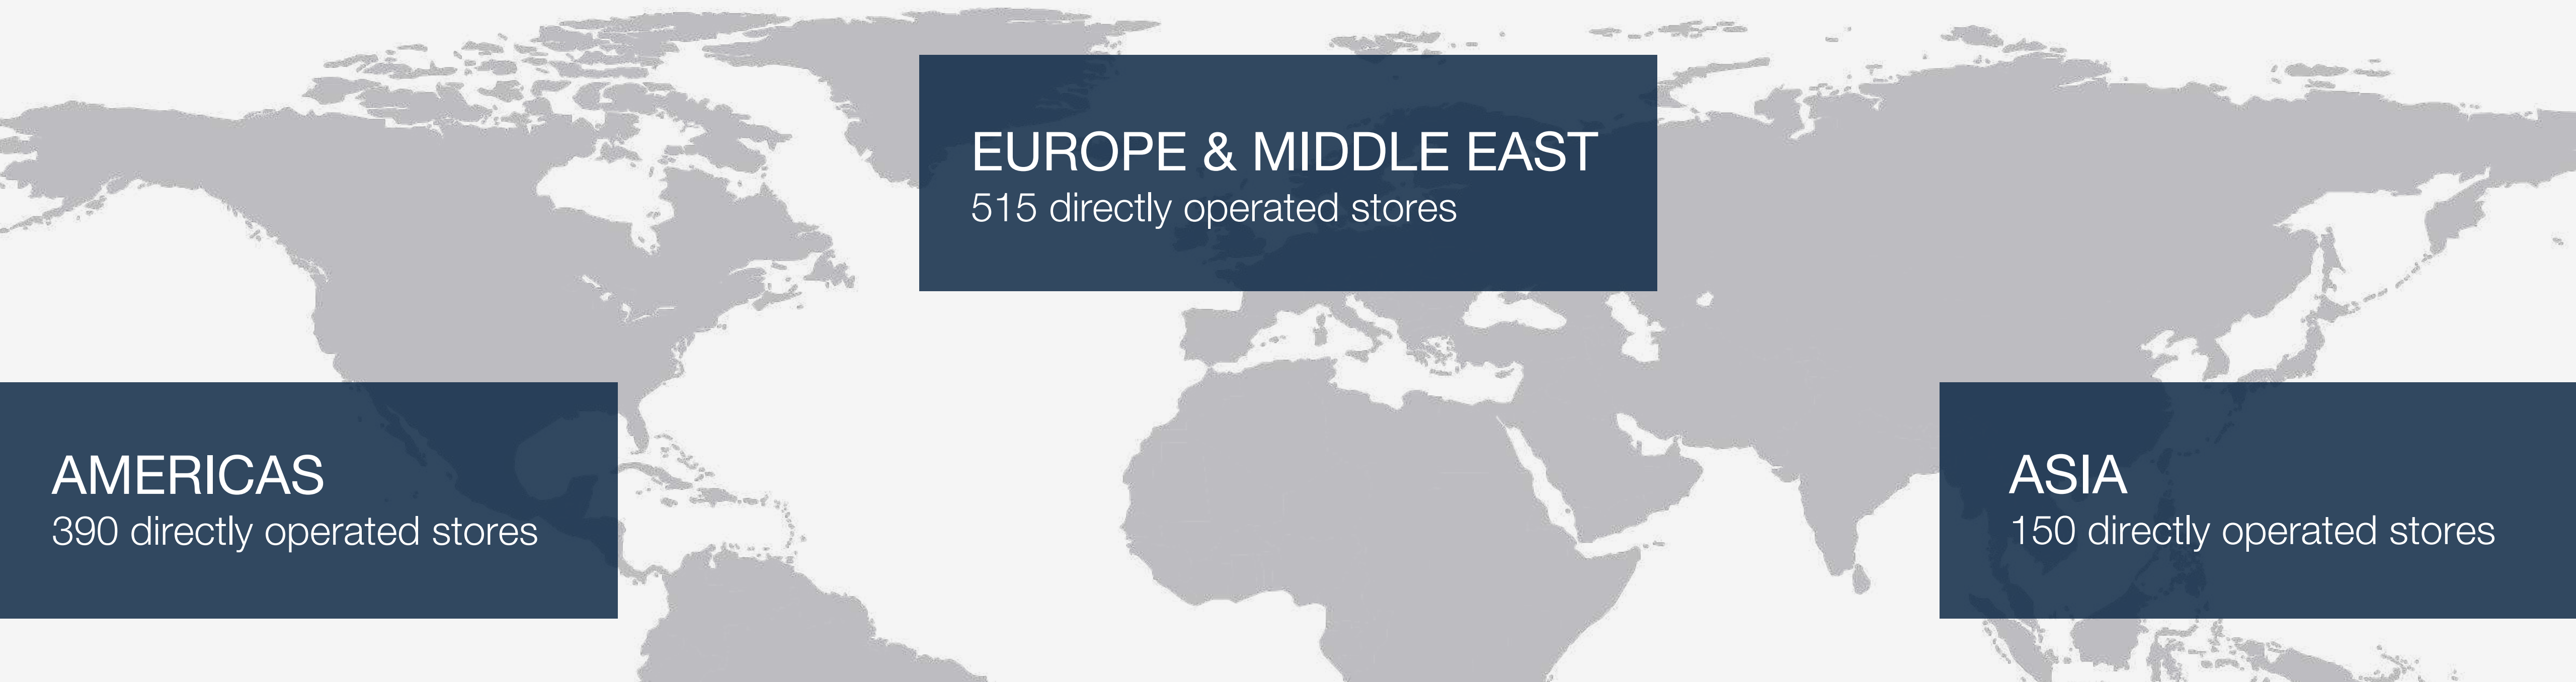 EUROPE & MIDDLE EAST
515 directly operated stores
AMERICAS
390 directly operated stores
ASIA
150 directly operated stores